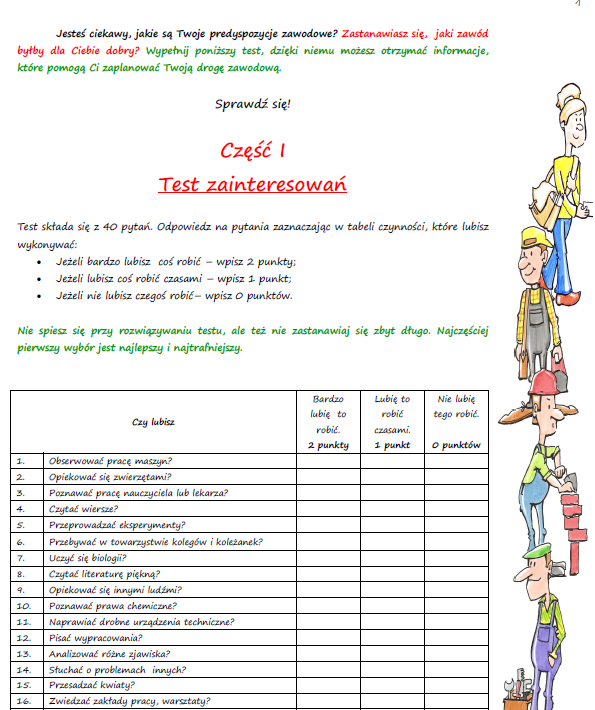 1
Jesteś ciekawy, jakie są Twoje predyspozycje zawodowe? Zastanawiasz się, jaki zawód
byłby dla Ciebie dobry? Wypełnij poniższy test, dzięki niemu możesz otrzymać informacje,
które pomogą Ci zaplanować Twoją drogę zawodową.
Sprawdź się!
Część I
Test zainteresowań
Test składa się z 40 pytań. Odpowiedz na pytania zaznaczając w tabeli czynności, które lubisz
wykonywać:
• Jeżeli bardzo lubisz coś robić – wpisz 2 punkty;
• Jeżeli lubisz coś robić czasami – wpisz 1 punkt;
• Jeżeli nie lubisz czegoś robić– wpisz 0 punktów.
Nie spiesz się przy rozwiązywaniu testu, ale też nie zastanawiaj się zbyt długo. Najczęściej
pierwszy wybór jest najlepszy i najtrafniejszy.
Czy lubisz
Bardzo
lubię to
robić.
2 punkty
Lubię to
robić
czasami.
1 punkt
Nie lubię
tego robić.
0 punktów
1. Obserwować pracę maszyn?
2. Opiekować się zwierzętami?
3. Poznawać pracę nauczyciela lub lekarza?
4. Czytać wiersze?
5. Przeprowadzać eksperymenty?
6. Przebywać w towarzystwie kolegów i koleżanek?
7. Uczyć się biologii?
8. Czytać literaturę piękną?
9. Opiekować się innymi ludźmi?
10. Poznawać prawa chemiczne?
11. Naprawiać drobne urządzenia techniczne?
12. Pisać wypracowania?
13. Analizować różne zjawiska?
14. Słuchać o problemach innych?
15. Przesadzać kwiaty?
16. Zwiedzać zakłady pracy, warsztaty?